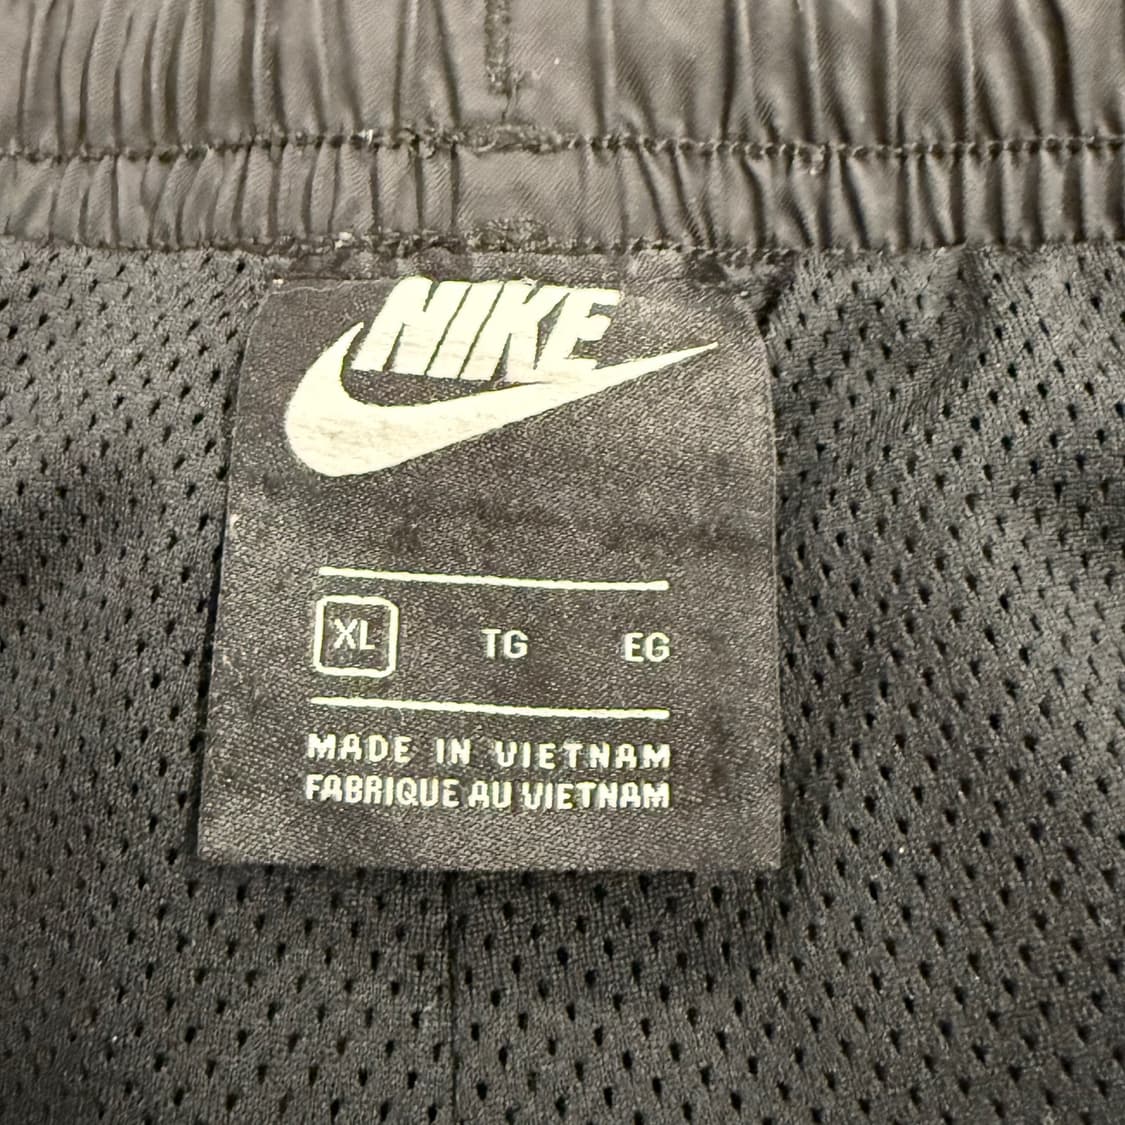 NIKE
XL TG EG
MADE IN VIETNAM
FABRIQUE AU VIETNAM